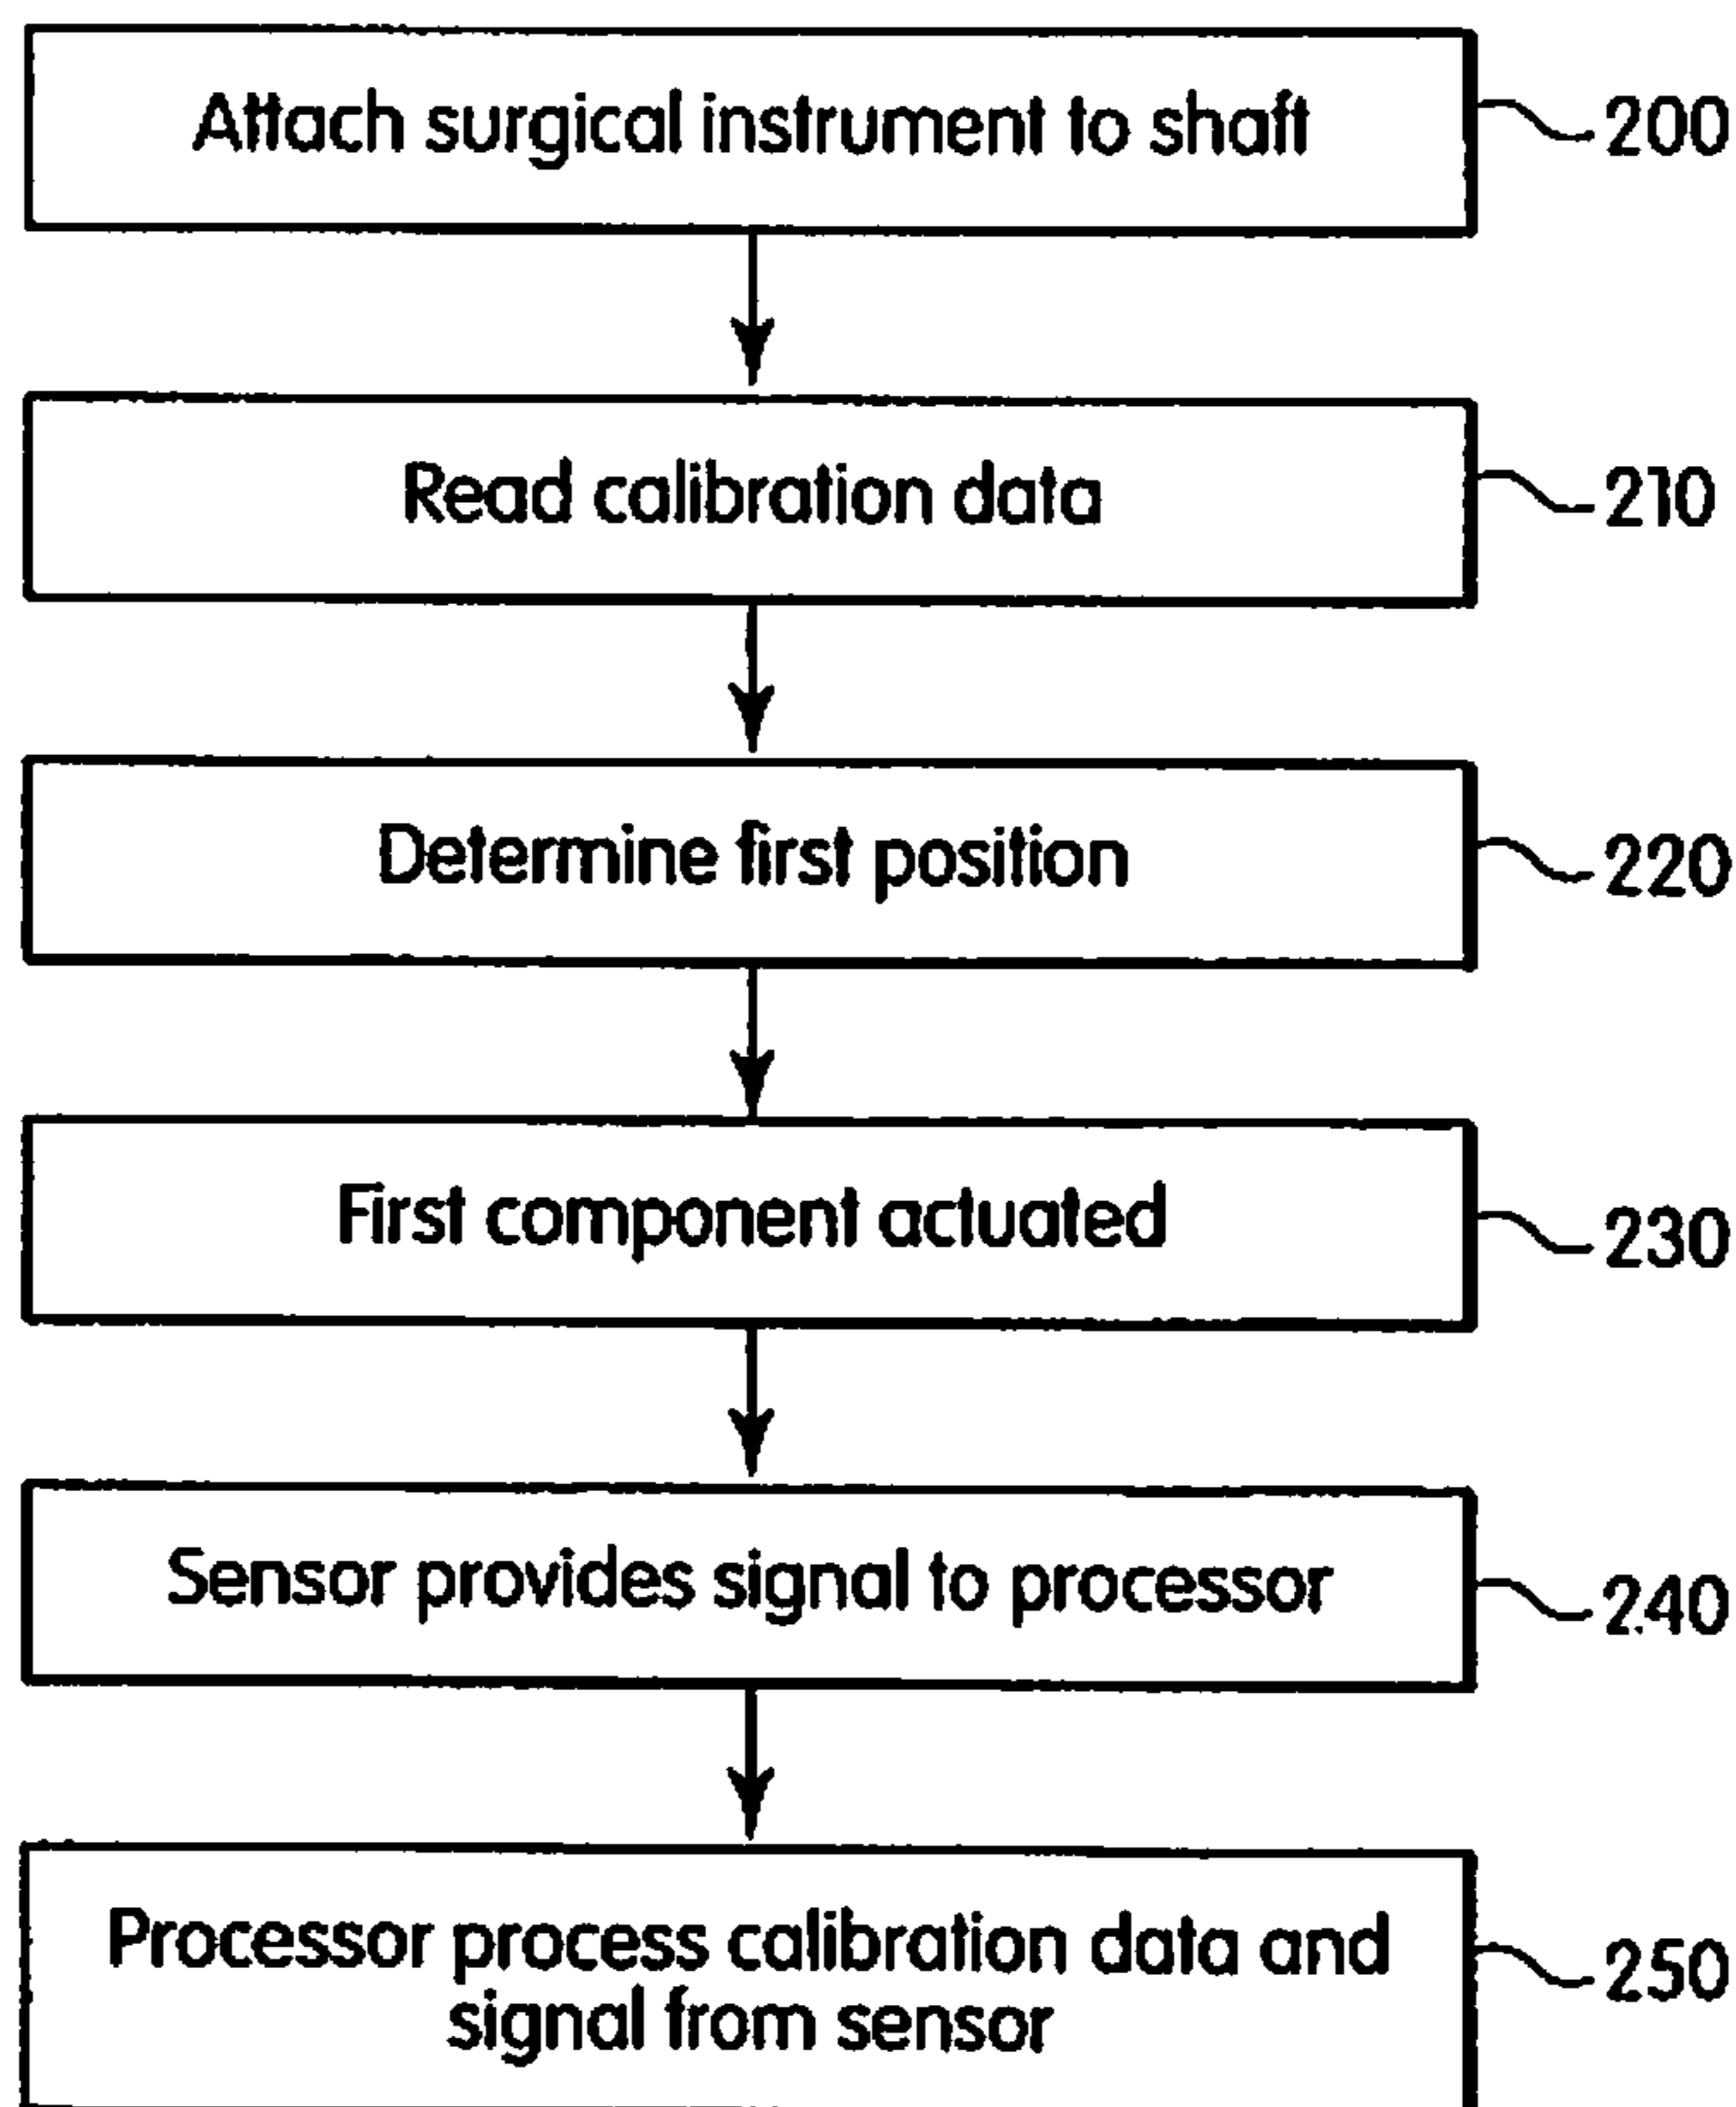 Attach surgical instrument to shaft
200
Read calibration data
210
Determine first position
220
First component actuated
230
Sensor provides signal to processor
240
Processor process calibration data and
signal from sensor
250